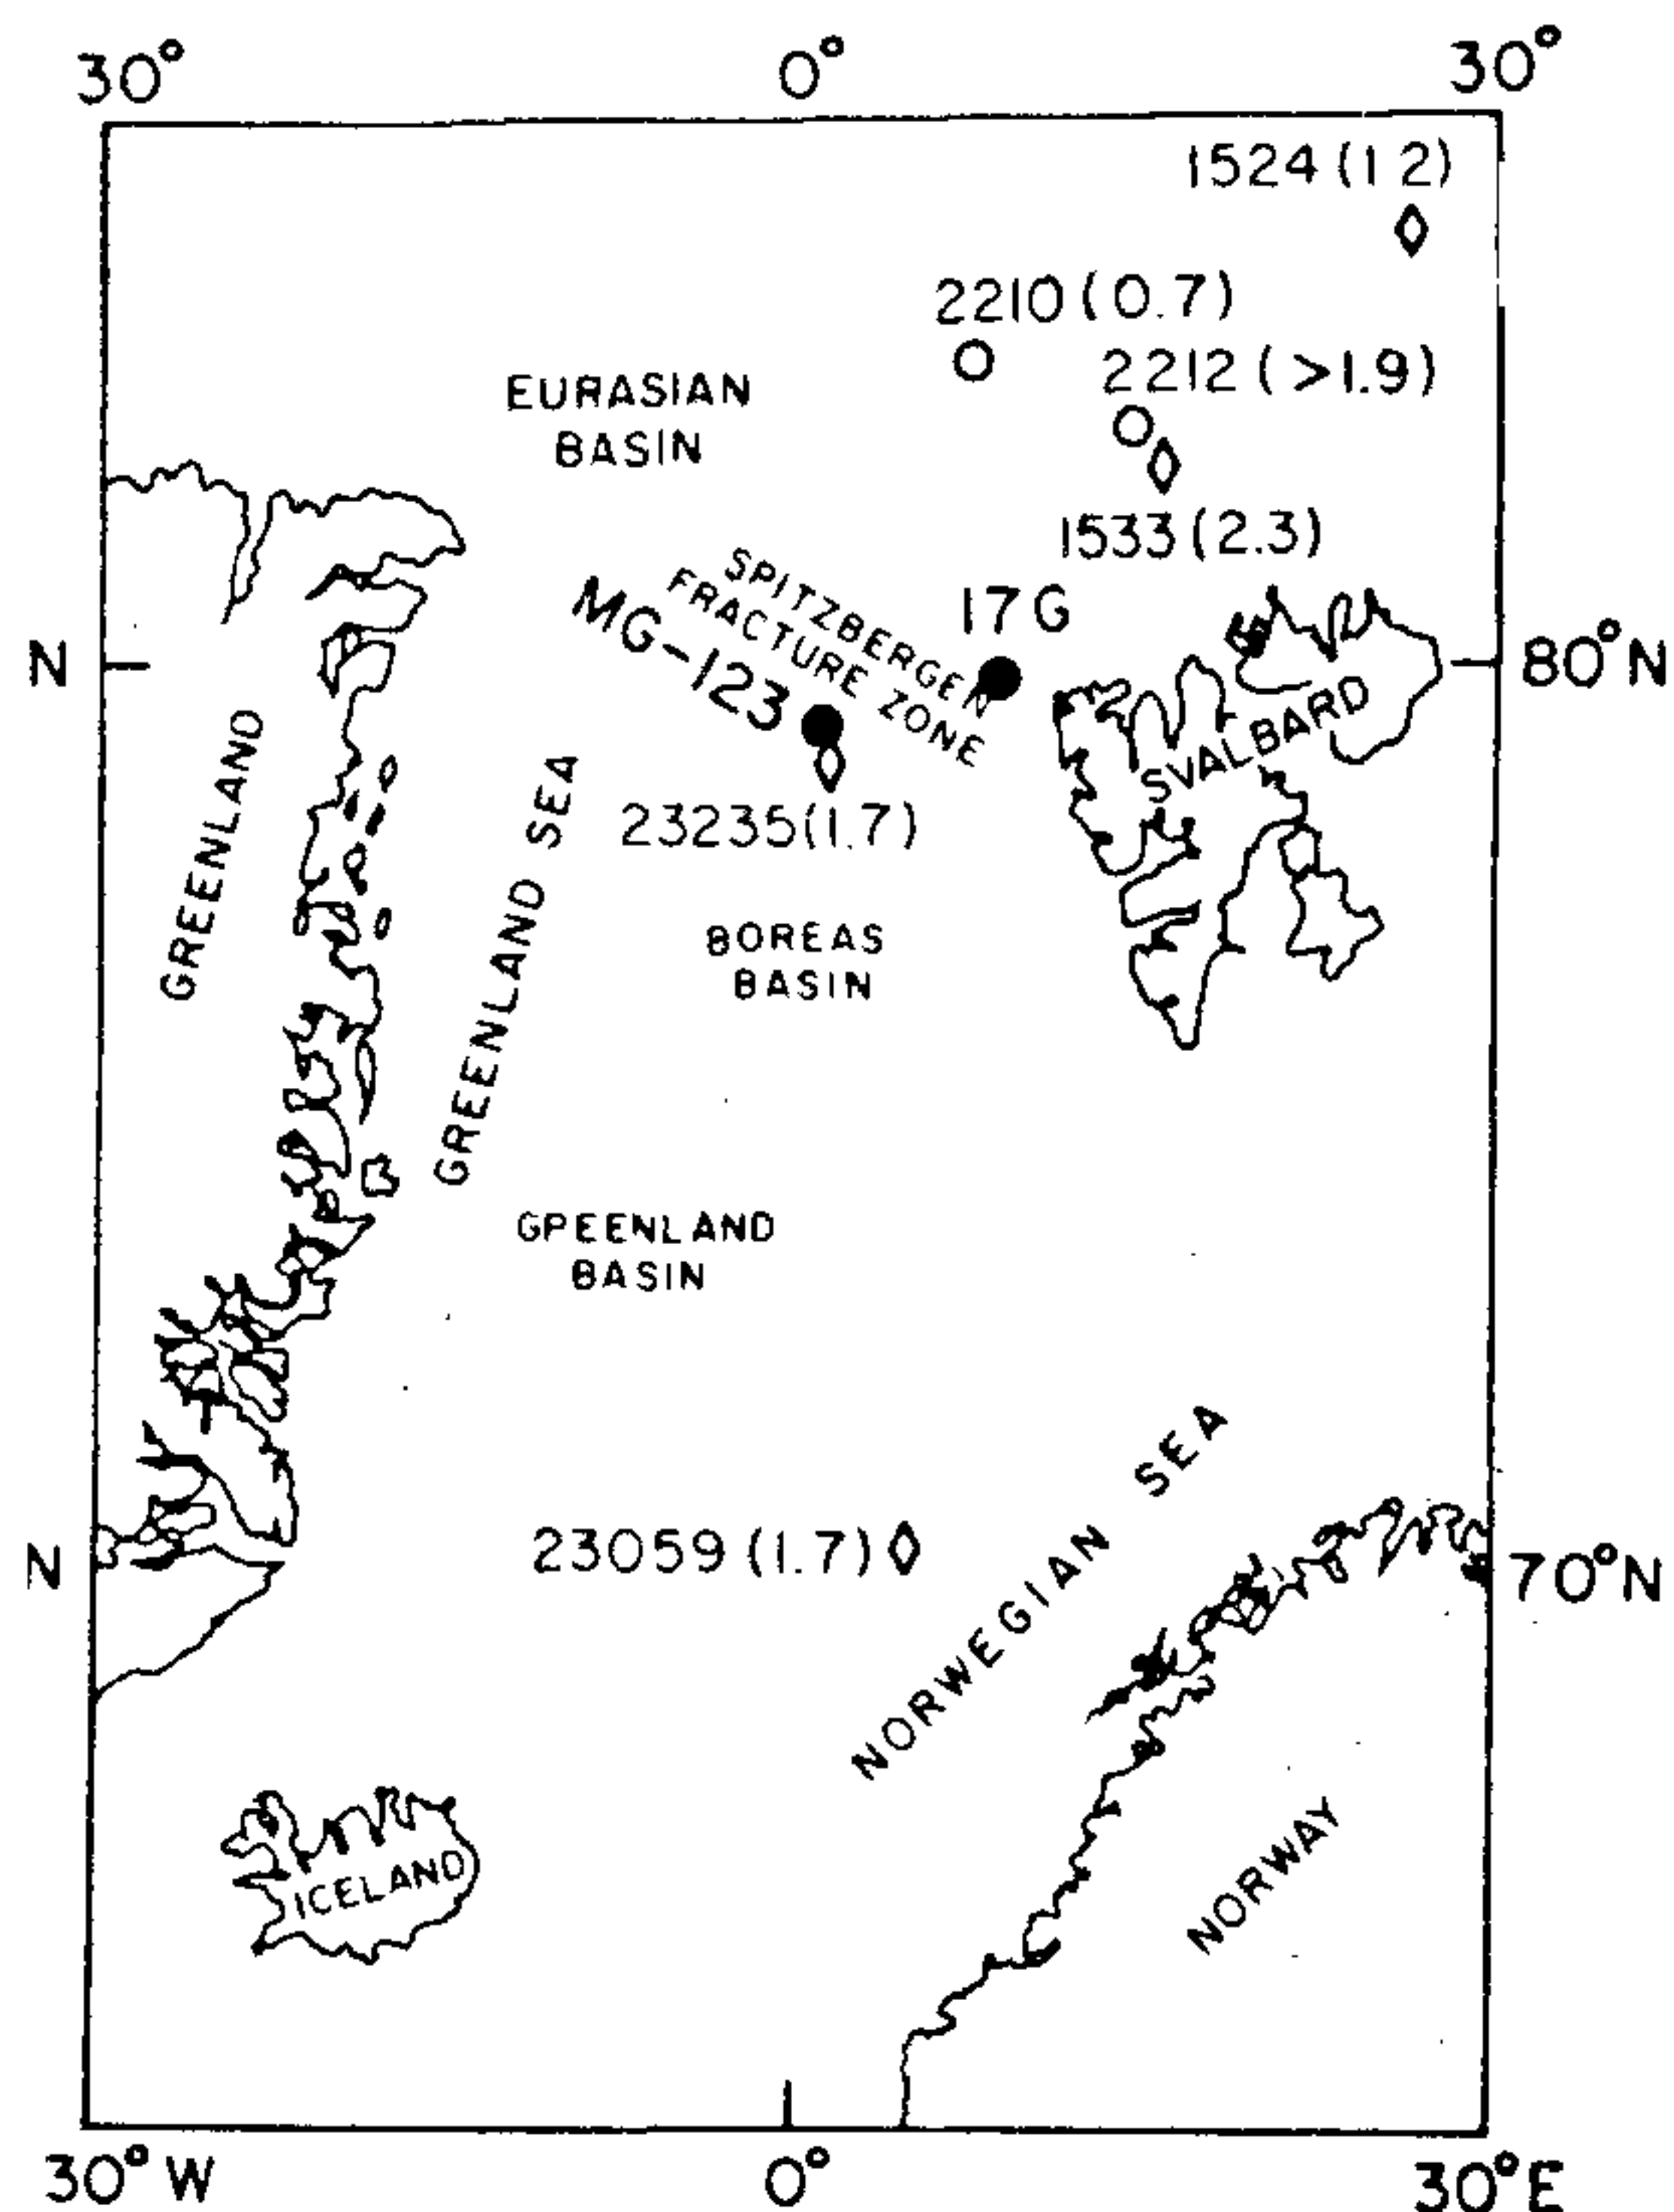 30°
0°
30°
1524 (1 2)
2210 (0.7)
2212 (>1.9)
EURASIAN
BASIN
1533 (2.3)
SPITZBERGEN
FRACTURE ZONE
MG-123
17G
N
80°N
SVALBARD
GREENLAND
GREENLAND SEA
23235(1.7)
BOREAS
BASIN
GPEENLAND
BASIN
NORWEGIAN SEA
23059 (1.7)
N
70°N
ICELAND
NORWAY
30° W
0°
30°E